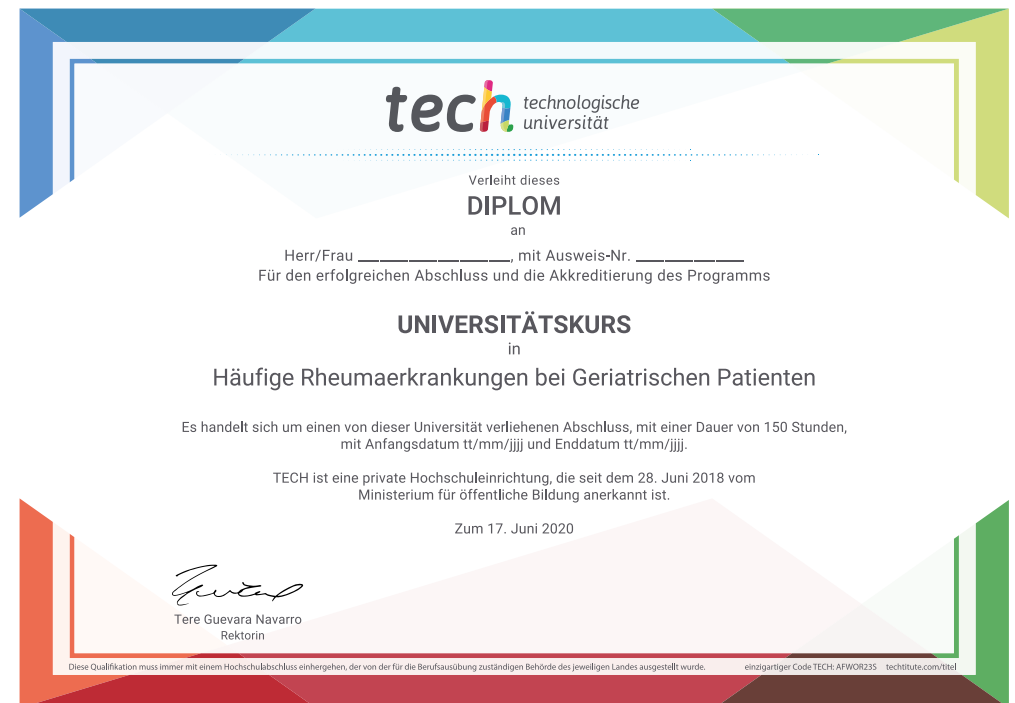 tech technologische
universität
Verleiht dieses
DIPLOM
an
Herr/Frau ____________________, mit Ausweis-Nr. ______________
Für den erfolgreichen Abschluss und die Akkreditierung des Programms
UNIVERSITÄTSKURS
in
Häufige Rheumaerkrankungen bei Geriatrischen Patienten
Es handelt sich um einen von dieser Universität verliehenen Abschluss, mit einer Dauer von 150 Stunden,
mit Anfangsdatum tt/mm/jjjj und Enddatum tt/mm/jjjj.
TECH ist eine private Hochschuleinrichtung, die seit dem 28. Juni 2018 vom
Ministerium für öffentliche Bildung anerkannt ist.
Zum 17. Juni 2020
Tere Guevara Navarro
Rektorin
Diese Qualifikation muss immer mit einem Hochschulabschluss einhergehen, der von der für die Berufsausübung zuständigen Behörde des jeweiligen Landes ausgestellt wurde. einzigartiger Code TECH: AFWOR23S techtitute.com/titel